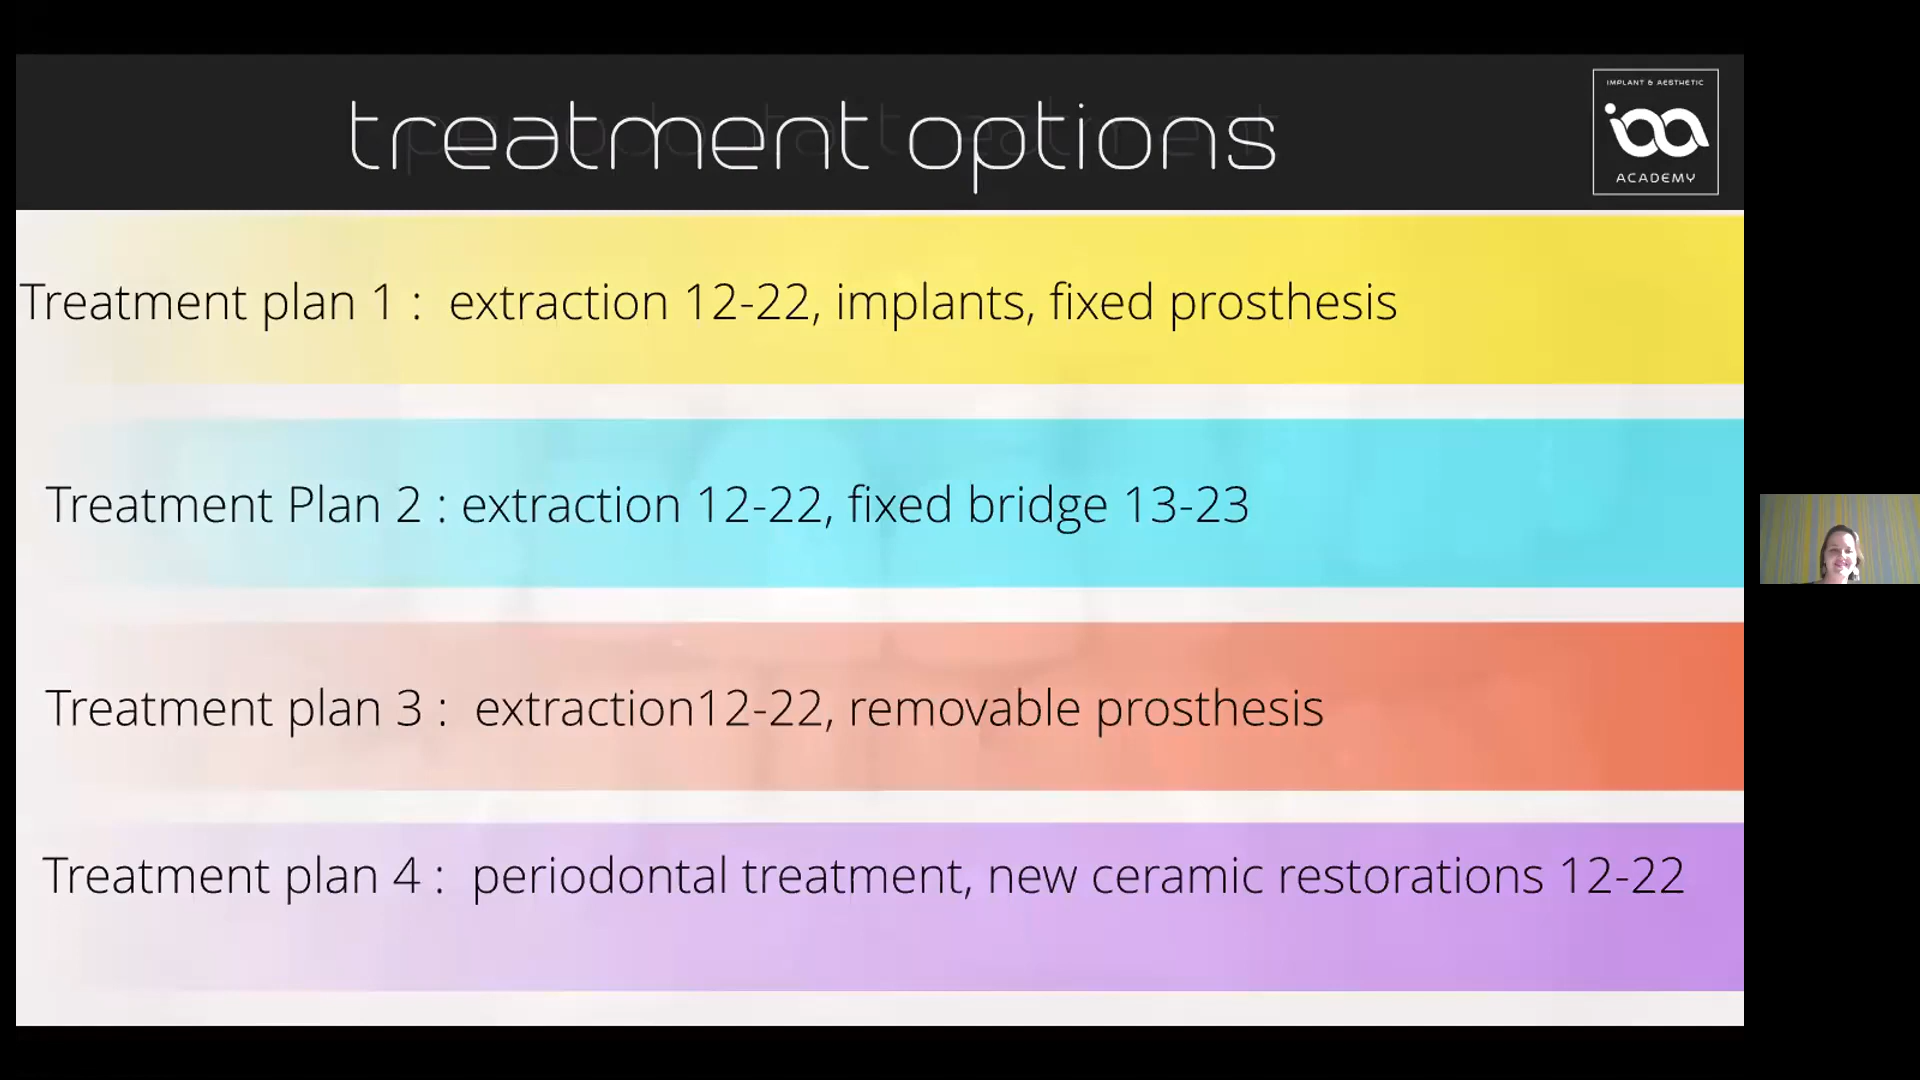 treatment options
IMPLANT & AESTHETIC
iaa
ACADEMY
Treatment plan 1 : extraction 12-22, implants, fixed prosthesis
Treatment Plan 2 : extraction 12-22, fixed bridge 13-23
Treatment plan 3 : extraction12-22, removable prosthesis
Treatment plan 4 : periodontal treatment, new ceramic restorations 12-22